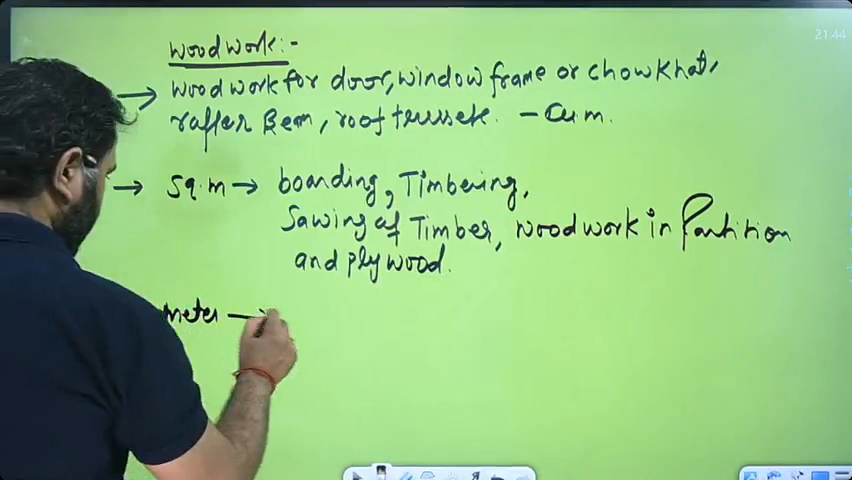 21:44
woodwork:-
→ woodwork for door, window frame or chowkhat,
rafter Beam, roof trusses. - Cu.m.
→ Sq.m → boarding, Timbering,
Sawing of Timber, woodwork in Partition
and plywood.
meter →